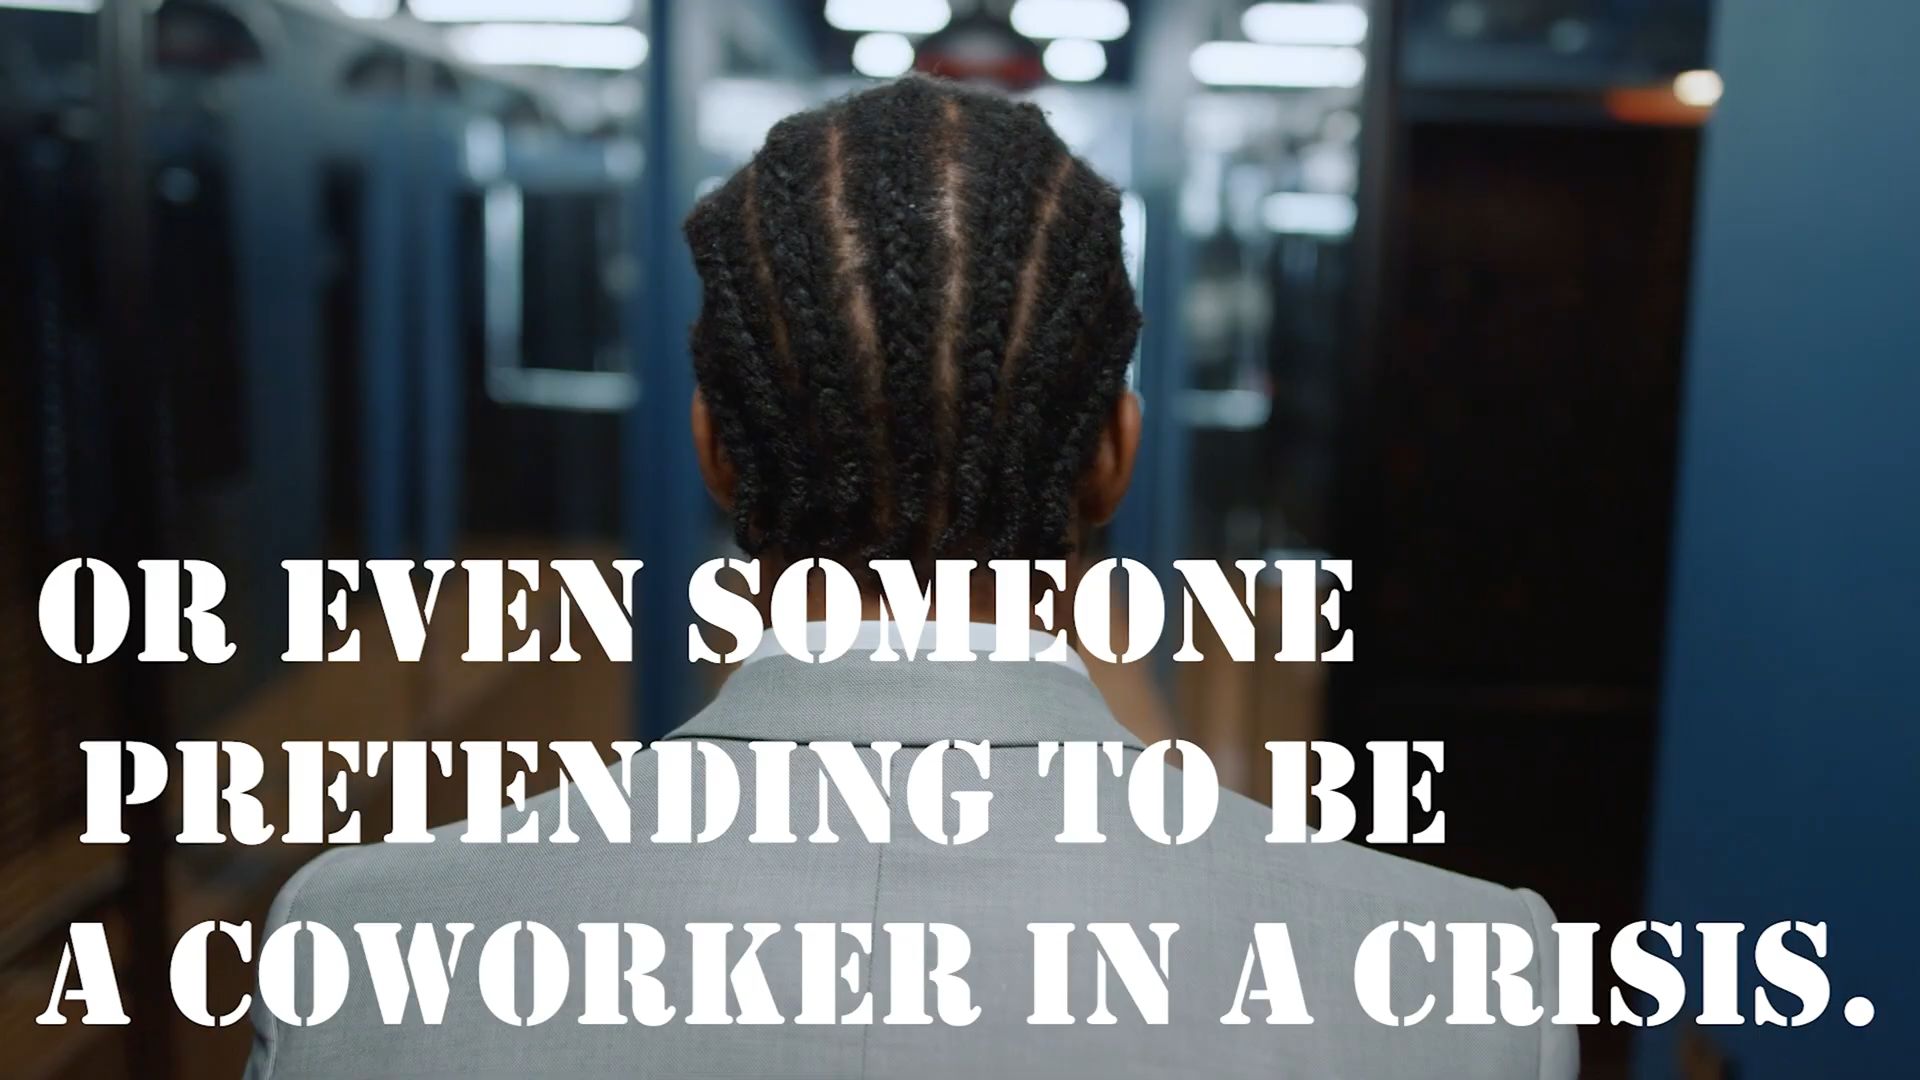 OR EVEN SOMEONE
PRETENDING TO BE
A COWORKER IN A CRISIS.